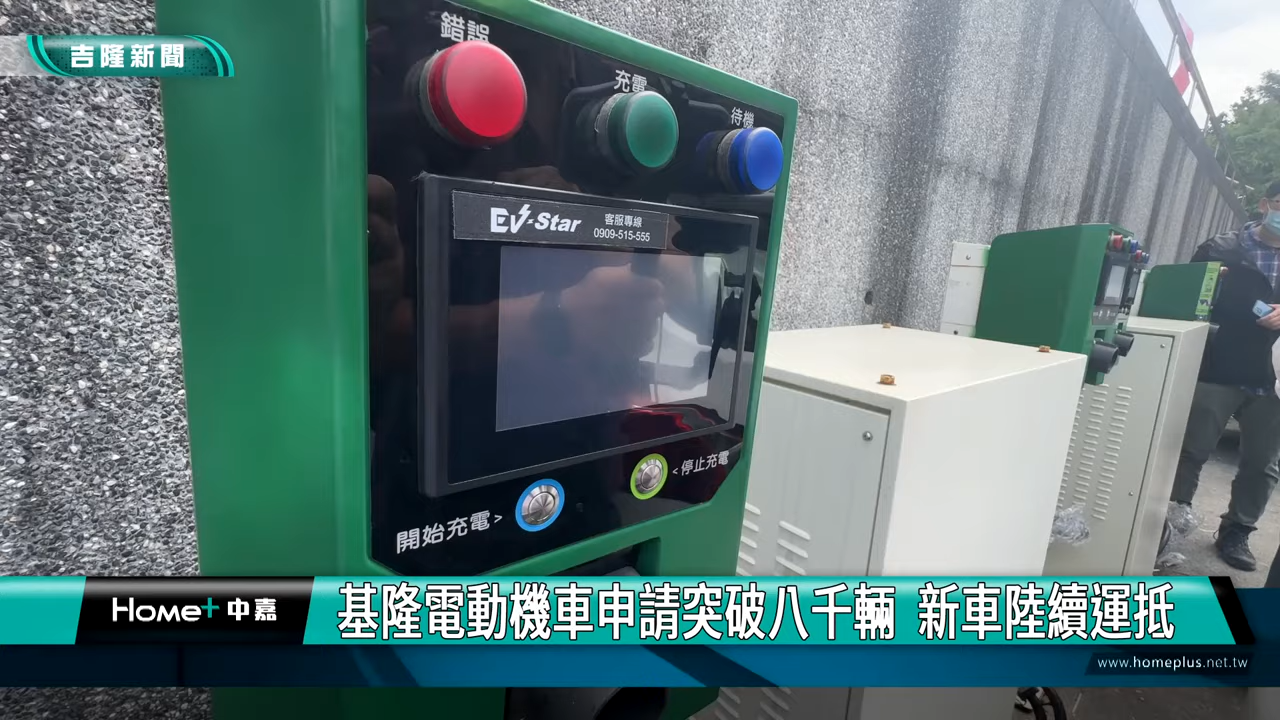 吉隆新聞
錯誤
充電
待機
EV-Star
客服專線
0909-515-555
開始充電>
<停止充電
Home+中嘉
基隆電動機車申請突破八千輛 新車陸續運抵
www.homeplus.net.tw